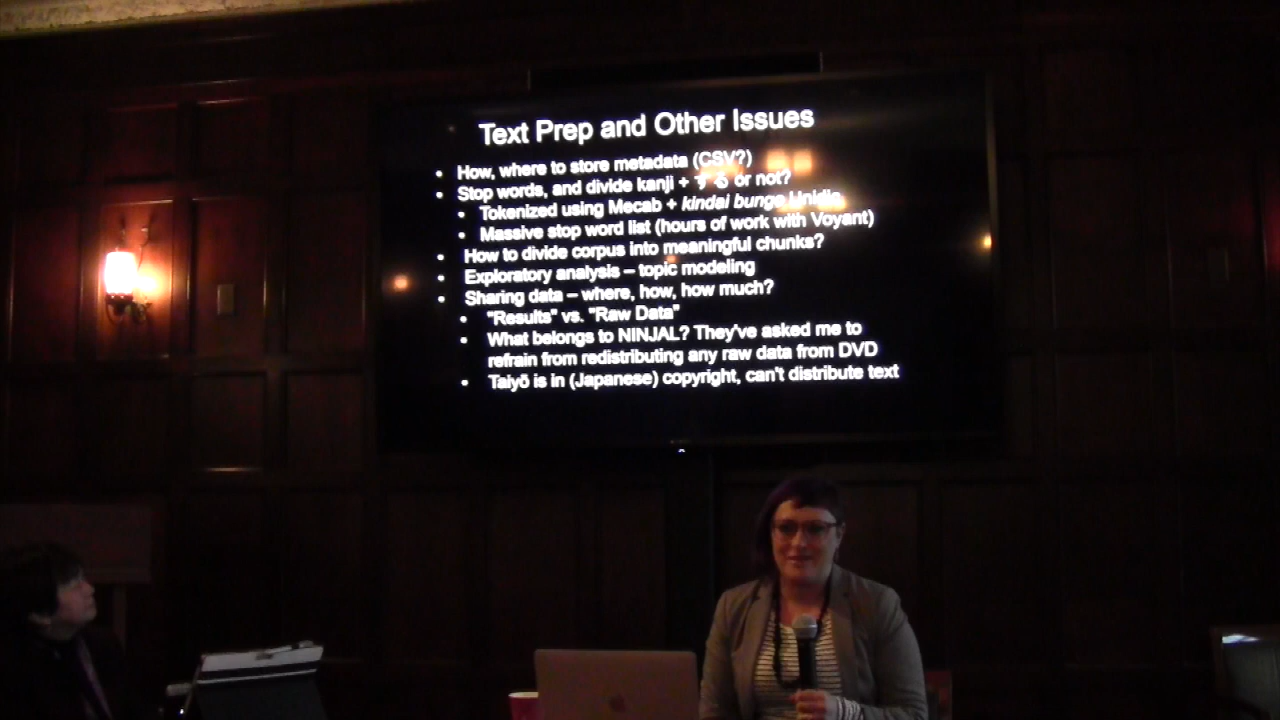 Text Prep and Other Issues
• How, where to store metadata (CSV?)
• Stop words, and divide kanji + する or not?
• Tokenized using Mecab + kindai bungo Unidic
• Massive stop word list (hours of work with Voyant)
• How to divide corpus into meaningful chunks?
• Exploratory analysis – topic modeling
• Sharing data – where, how, how much?
• "Results" vs. "Raw Data"
• What belongs to NINJAL? They've asked me to
refrain from redistributing any raw data from DVD
• Taiyō is in (Japanese) copyright, can't distribute text